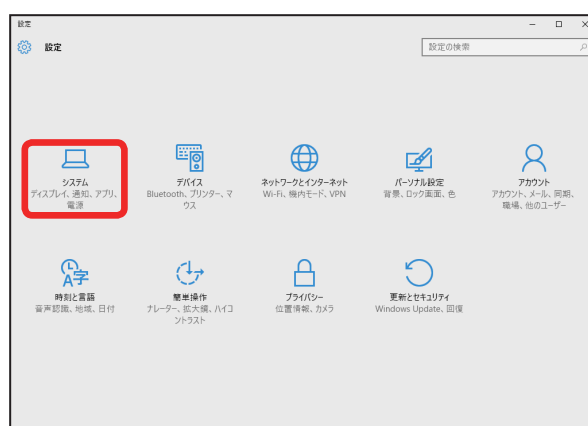 設定
設定
設定の検索
システム
ディスプレイ、通知、アプリ、
電源
デバイス
Bluetooth、プリンター、マ
ウス
ネットワークとインターネット
Wi-Fi、機内モード、VPN
パーソナル設定
背景、ロック画面、色
アカウント
アカウント、メール、同期、
職場、他のユーザー
A字
時刻と言語
音声認識、地域、日付
簡単操作
ナレーター、拡大鏡、ハイコ
ントラスト
プライバシー
位置情報、カメラ
更新とセキュリティ
Windows Update、回復